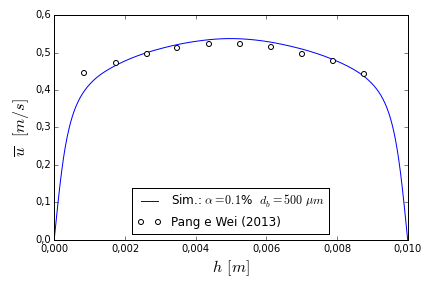 0,6
0,5
0,4
0,3
0,2
0,1
0,0
u̅ [m/s]
Sim.: α=0.1% d_b=500 μm
Pang e Wei (2013)
0,000 0,002 0,004 0,006 0,008 0,010
h [m]